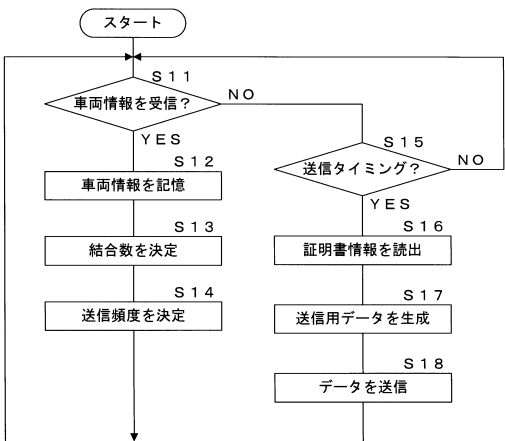 スタート
S11
車両情報を受信?
NO
YES
S12
車両情報を記憶
S13
結合数を決定
S14
送信頻度を決定
S15
送信タイミング?
NO
YES
S16
証明書情報を読出
S17
送信用データを生成
S18
データを送信